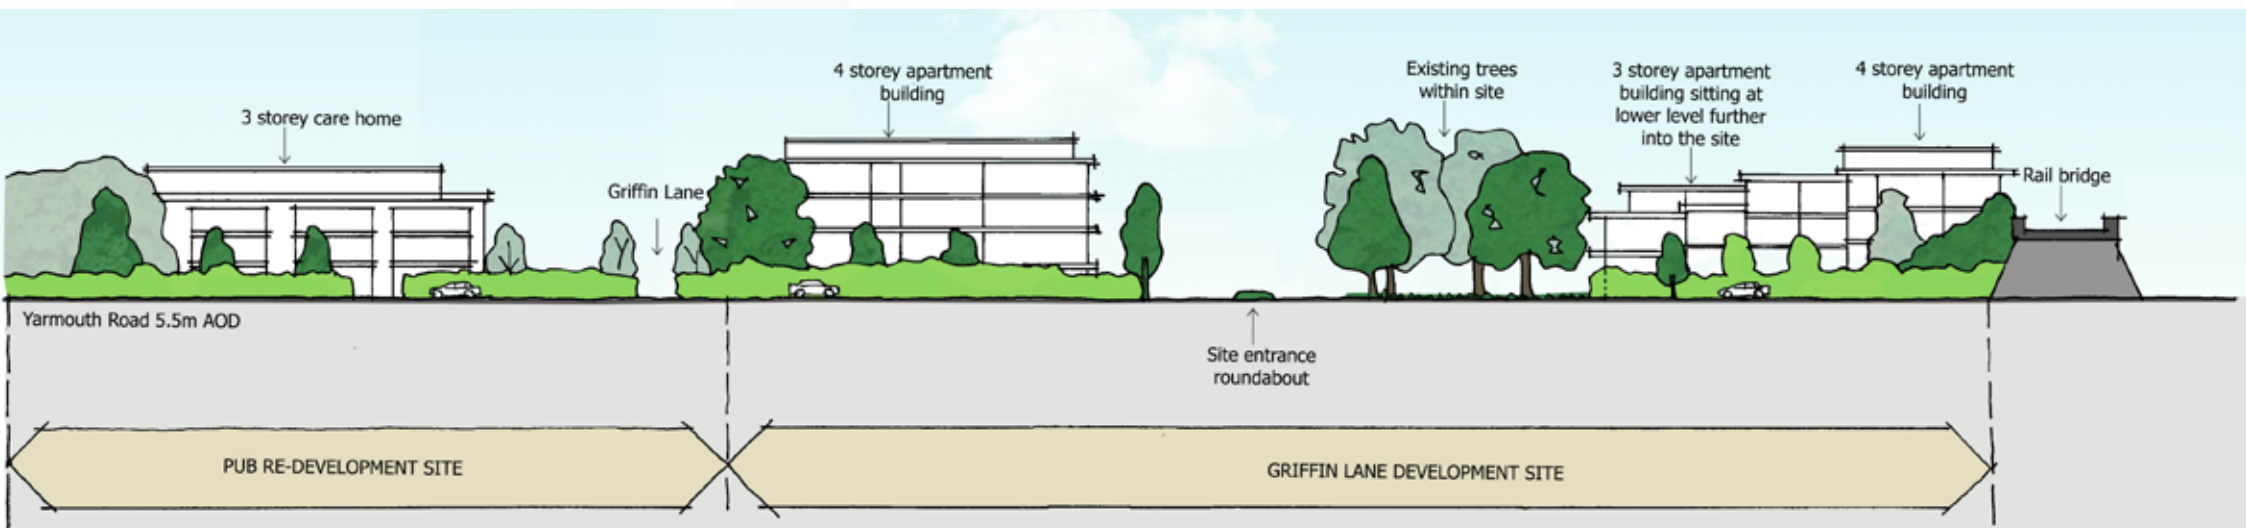 3 storey care home
Griffin Lane
4 storey apartment
building
Existing trees
within site
3 storey apartment
building sitting at
lower level further
into the site
4 storey apartment
building
Rail bridge
Yarmouth Road 5.5m AOD
Site entrance
roundabout
PUB RE-DEVELOPMENT SITE
GRIFFIN LANE DEVELOPMENT SITE